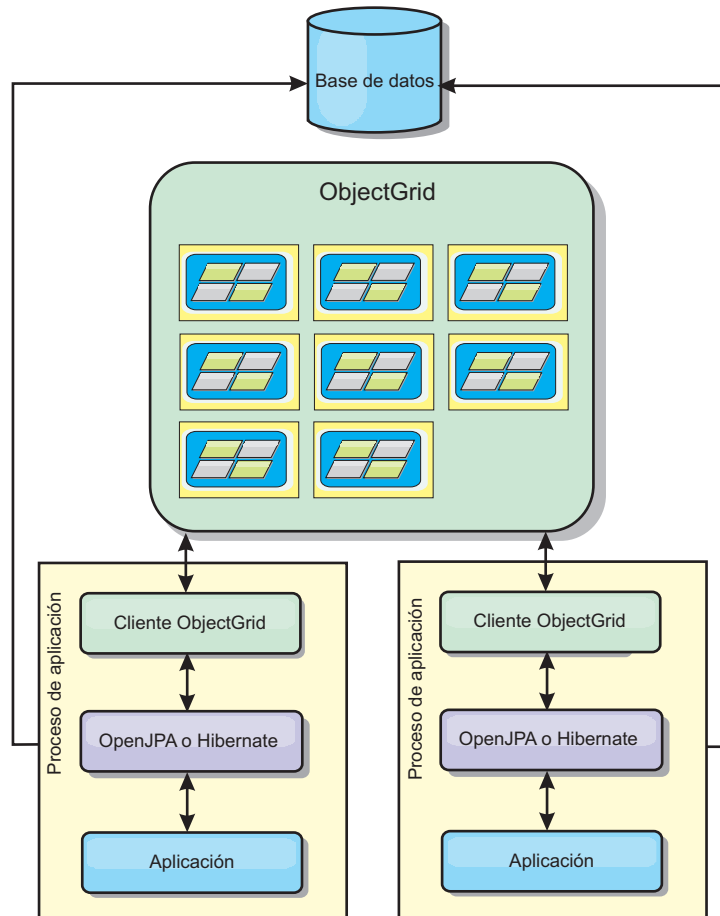 Base de datos
ObjectGrid
Proceso de aplicación
Cliente ObjectGrid
OpenJPA o Hibernate
Aplicación
Proceso de aplicación
Cliente ObjectGrid
OpenJPA o Hibernate
Aplicación